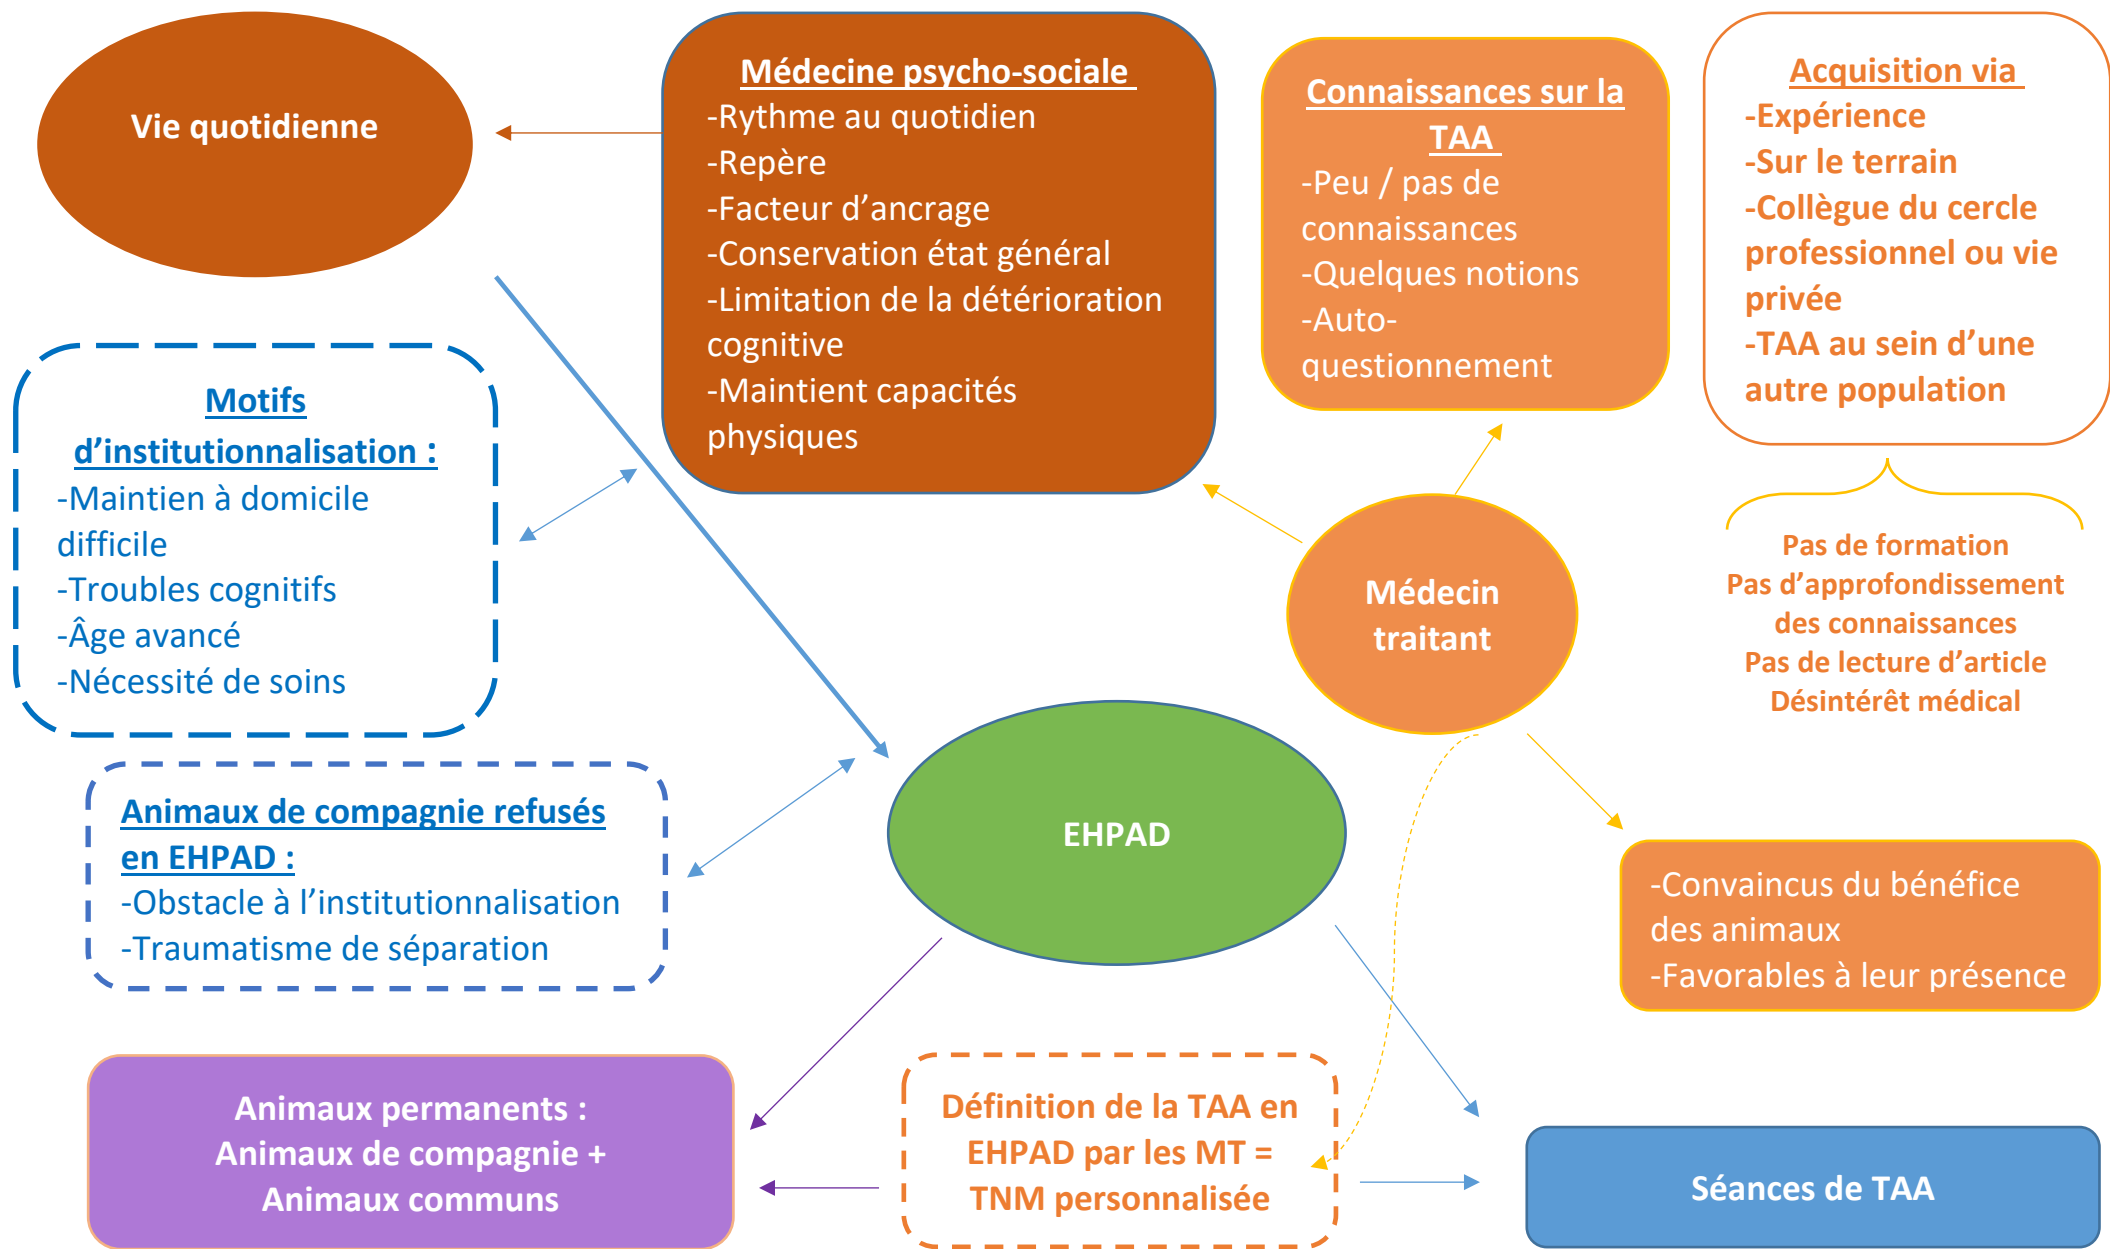 Vie quotidienne
Médecine psycho-sociale
-Rythme au quotidien
-Repère
-Facteur d’ancrage
-Conservation état général
-Limitation de la détérioration
cognitive
-Maintient capacités
physiques
Connaissances sur la
TAA
-Peu / pas de
connaissances
-Quelques notions
-Auto-
questionnement
Acquisition via
-Expérience
-Sur le terrain
-Collègue du cercle
professionnel ou vie
privée
-TAA au sein d’une
autre population
Pas de formation
Pas d’approfondissement
des connaissances
Pas de lecture d’article
Désintérêt médical
Motifs
d’institutionnalisation :
-Maintien à domicile
difficile
-Troubles cognitifs
-Âge avancé
-Nécessité de soins
Médecin
traitant
Animaux de compagnie refusés
en EHPAD :
-Obstacle à l’institutionnalisation
-Traumatisme de séparation
EHPAD
-Convaincus du bénéfice
des animaux
-Favorables à leur présence
Animaux permanents :
Animaux de compagnie +
Animaux communs
Définition de la TAA en
EHPAD par les MT =
TNM personnalisée
Séances de TAA